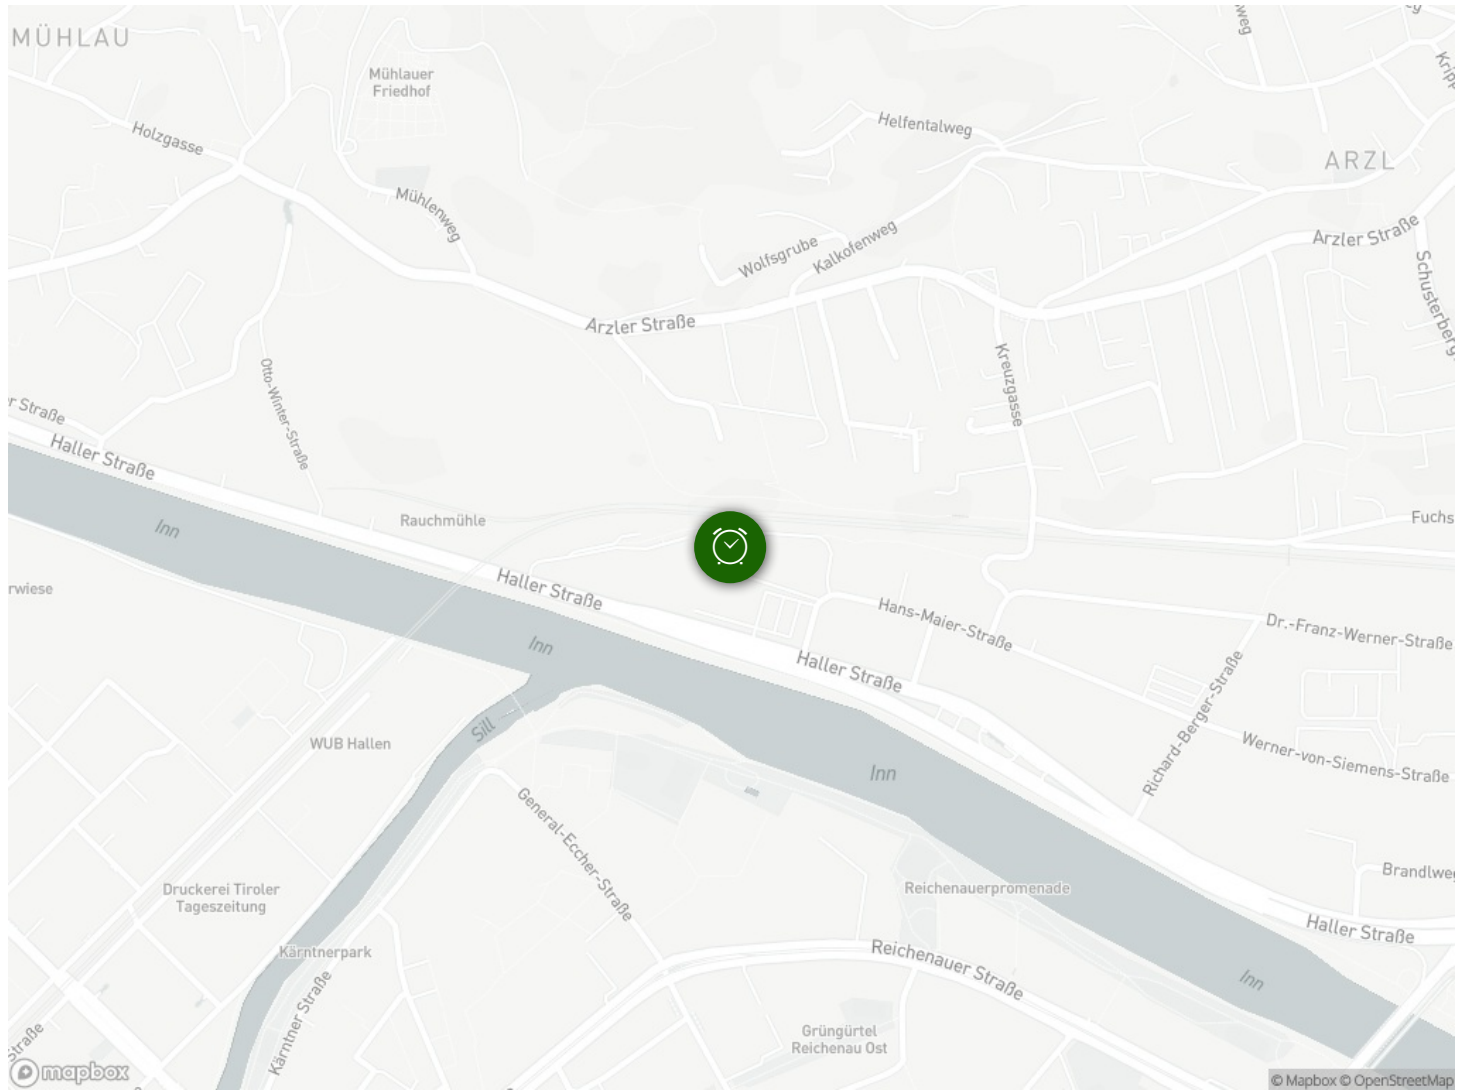 MÜHLAU
Mühlauer
Friedhof
Holzgasse
Helfentalweg
ARZL
Mühlenweg
Wolfsgrube
Kalkofenweg
Arzler Straße
Schusterberg
Arzler Straße
Kreuzgasse
Otto-Winter-Straße
r Straße
Haller Straße
Inn
Rauchmühle
Fuchs
rwiese
Haller Straße
Hans-Maier-Straße
Dr.-Franz-Werner-Straße
Inn
Haller Straße
Richard-Berger-Straße
Sill
WUB Hallen
Werner-von-Siemens-Straße
Inn
General-Eccher-Straße
Brandlweg
Druckerei Tiroler
Tageszeitung
Reichenauerpromenade
Haller Straße
Kärntnerpark
Reichenauer Straße
Inn
Kärntner Straße
Straße
Grüngürtel
Reichenau Ost
mapbox
© Mapbox © OpenStreetMap